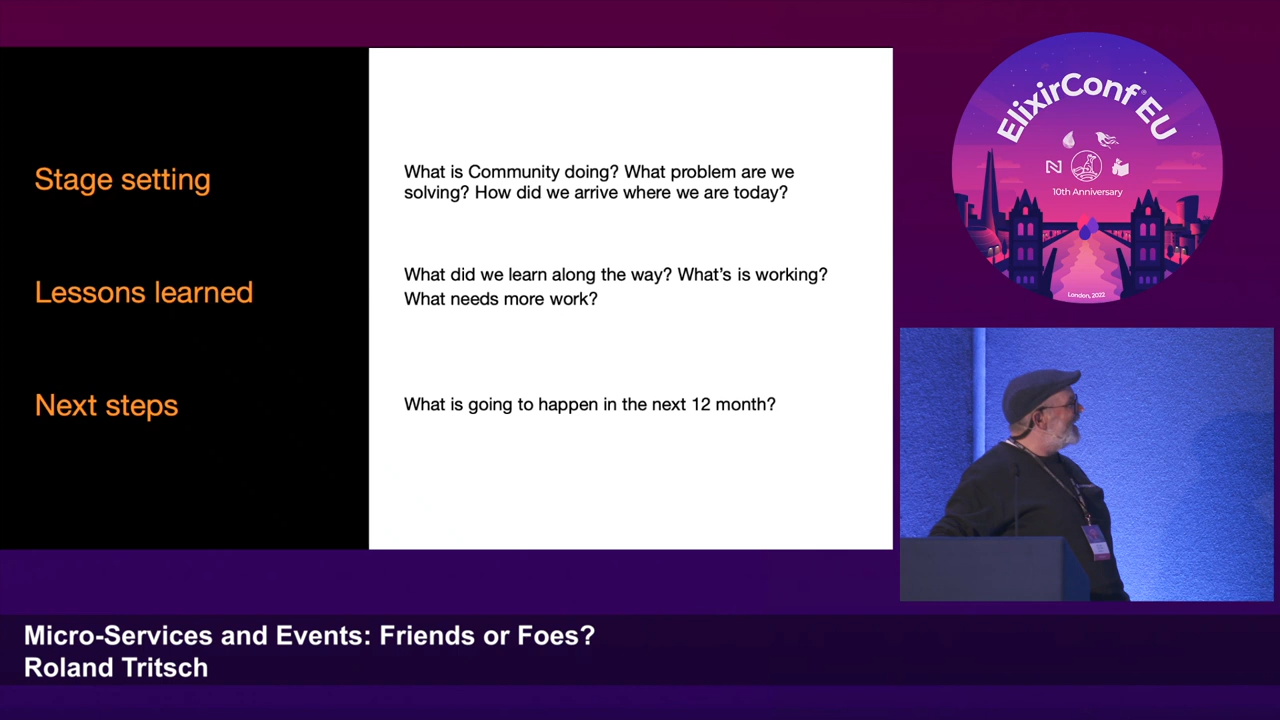 Stage setting
What is Community doing? What problem are we
solving? How did we arrive where we are today?
Lessons learned
What did we learn along the way? What's is working?
What needs more work?
Next steps
What is going to happen in the next 12 month?
ElixirConf® EU
10th Anniversary
London, 2022
Micro-Services and Events: Friends or Foes?
Roland Tritsch